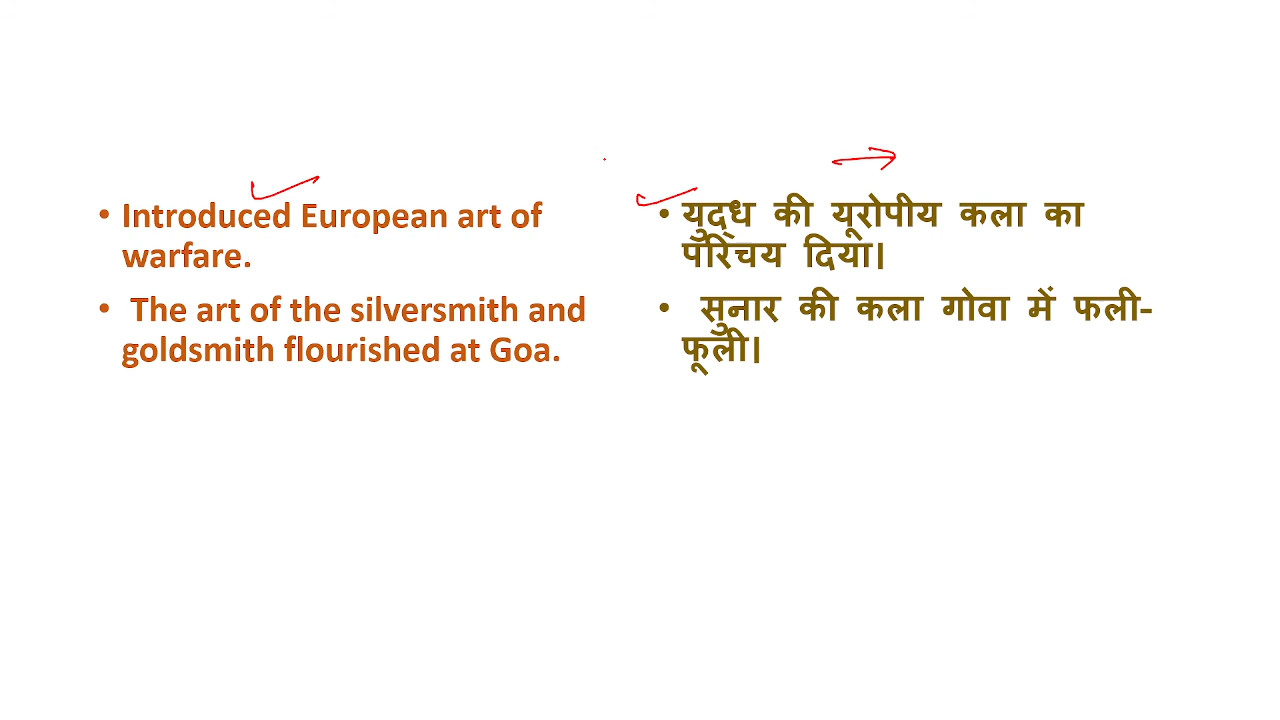 • Introduced European art of
warfare.
• The art of the silversmith and
goldsmith flourished at Goa.
• युद्ध की यूरोपीय कला का
परिचय दिया।
• सुनार की कला गोवा में फली-
फूली।